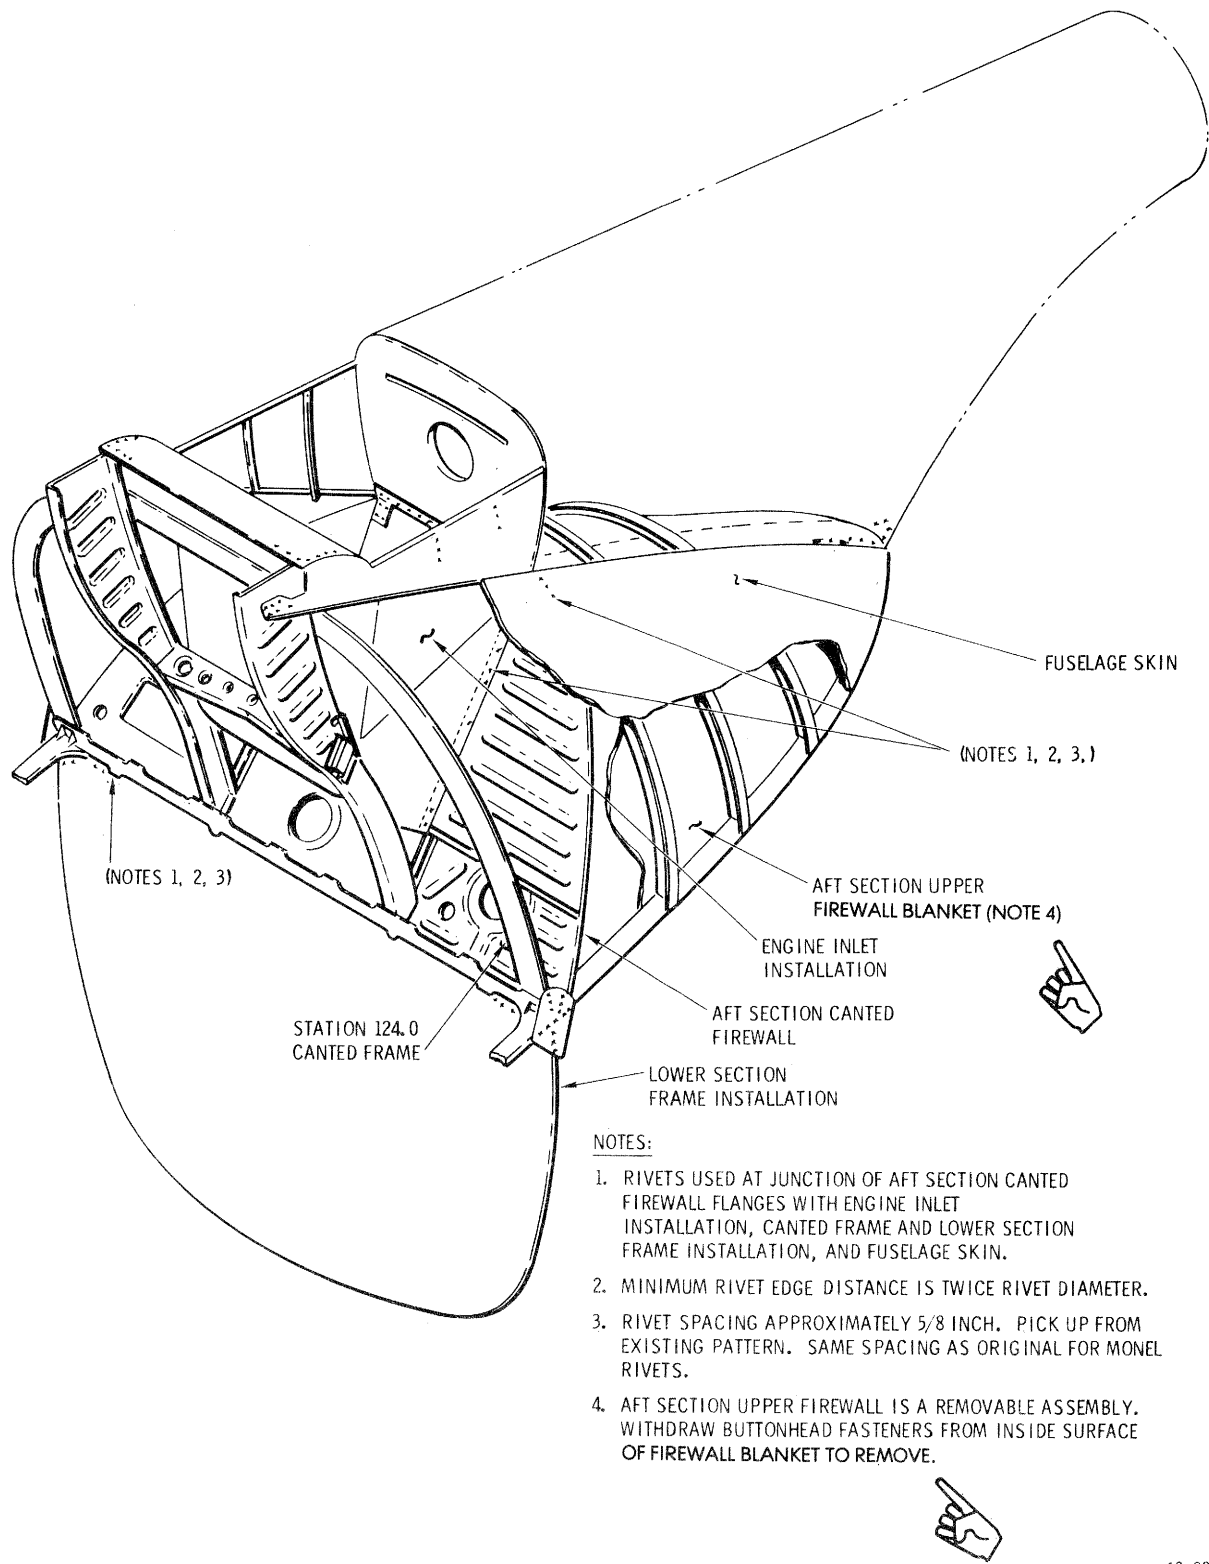 FUSELAGE SKIN
(NOTES 1, 2, 3,)
(NOTES 1, 2, 3)
AFT SECTION UPPER
FIREWALL BLANKET (NOTE 4)
ENGINE INLET
INSTALLATION
AFT SECTION CANTED
FIREWALL
STATION 124.0
CANTED FRAME
LOWER SECTION
FRAME INSTALLATION
NOTES:
1. RIVETS USED AT JUNCTION OF AFT SECTION CANTED
FIREWALL FLANGES WITH ENGINE INLET
INSTALLATION, CANTED FRAME AND LOWER SECTION
FRAME INSTALLATION, AND FUSELAGE SKIN.
2. MINIMUM RIVET EDGE DISTANCE IS TWICE RIVET DIAMETER.
3. RIVET SPACING APPROXIMATELY 5/8 INCH. PICK UP FROM
EXISTING PATTERN. SAME SPACING AS ORIGINAL FOR MONEL
RIVETS.
4. AFT SECTION UPPER FIREWALL IS A REMOVABLE ASSEMBLY.
WITHDRAW BUTTONHEAD FASTENERS FROM INSIDE SURFACE
OF FIREWALL BLANKET TO REMOVE.